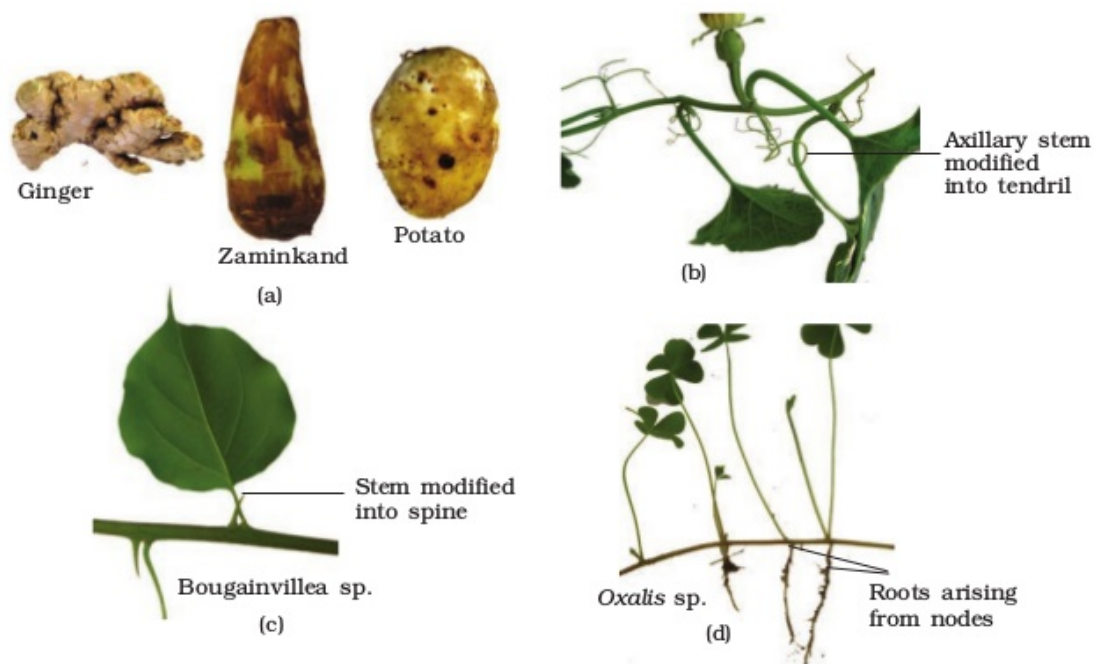 Ginger
Zaminkand
Potato
(a)
Axillary stem
modified
into tendril
(b)
Stem modified
into spine
Bougainvillea sp.
(c)
Oxalis sp.
Roots arising
from nodes
(d)